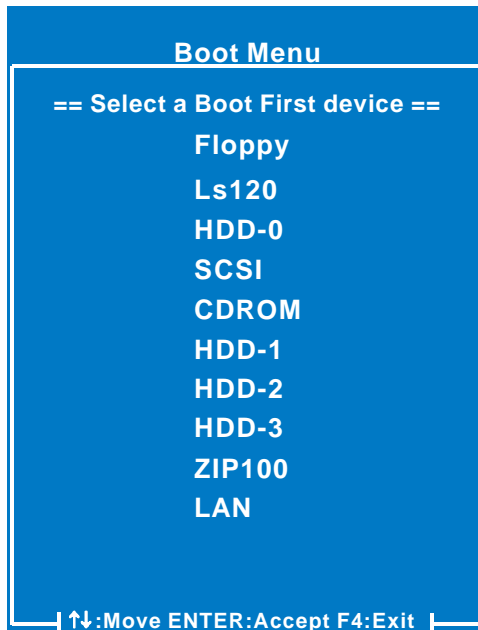 Boot Menu
== Select a Boot First device ==
Floppy
Ls120
HDD-0
SCSI
CDROM
HDD-1
HDD-2
HDD-3
ZIP100
LAN
↑↓:Move ENTER:Accept F4:Exit